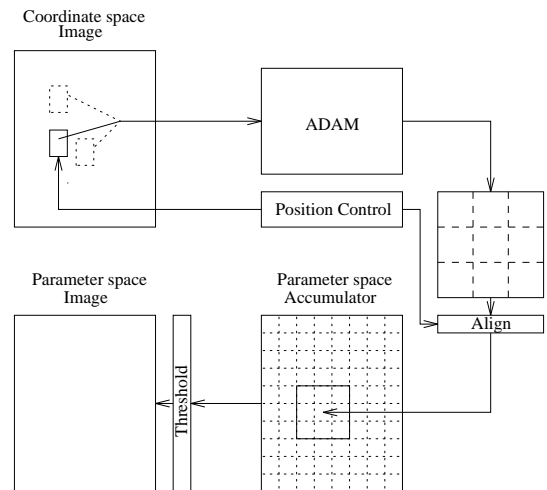 Coordinate space
Image
ADAM
Position Control
Parameter space
Image
Parameter space
Accumulator
Align
Threshold